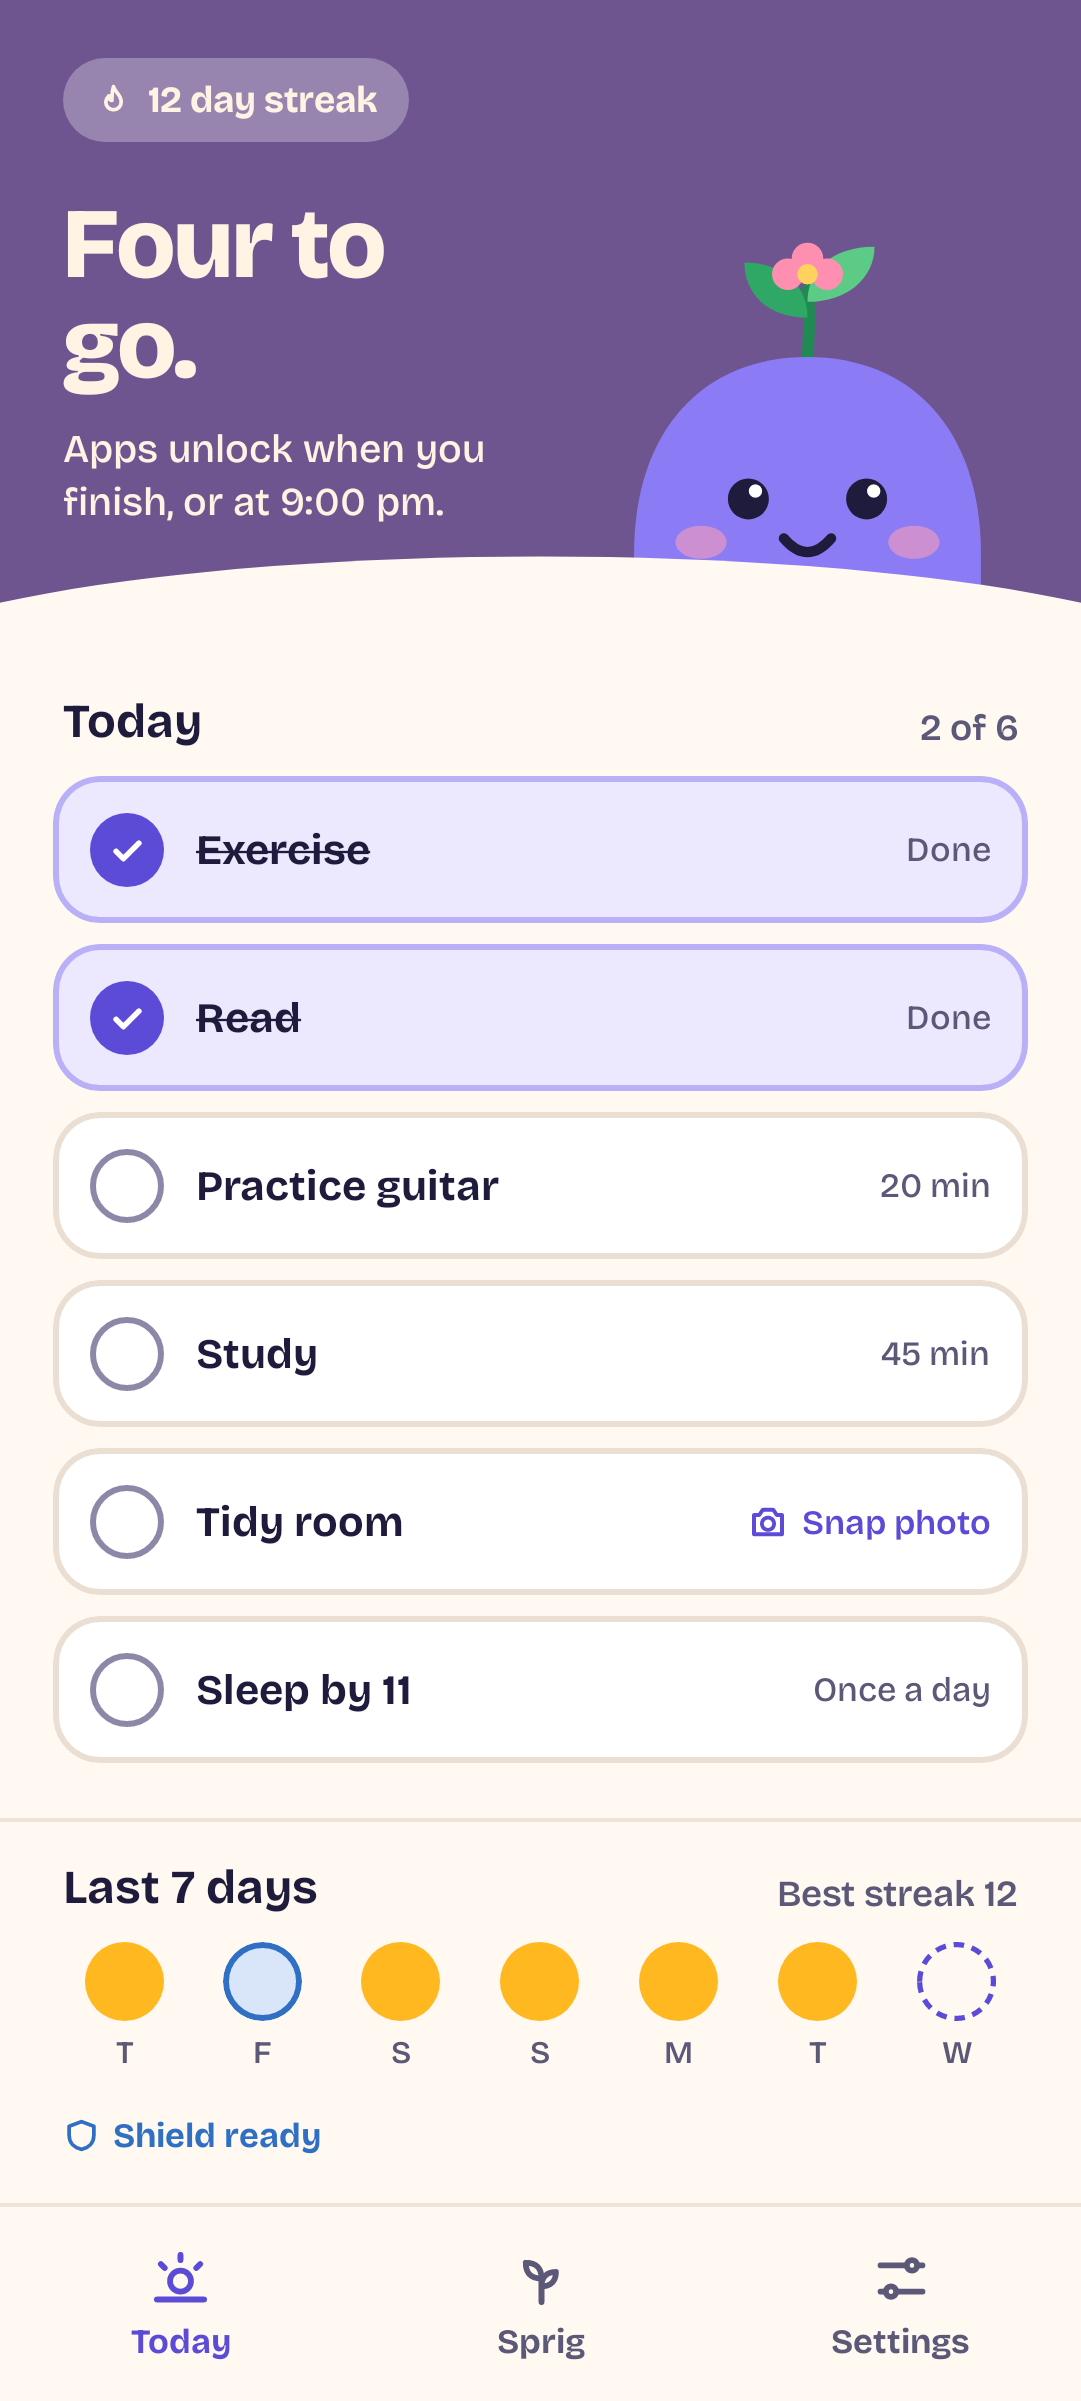 12 day streak
Four to
go.
Apps unlock when you
finish, or at 9:00 pm.
Today
2 of 6
Exercise
Done
Read
Done
Practice guitar
20 min
Study
45 min
Tidy room
Snap photo
Sleep by 11
Once a day
Last 7 days
Best streak 12
T F S S M T W
Shield ready
Today Sprig Settings